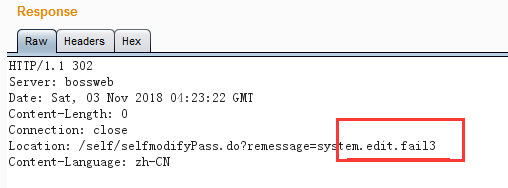 Response
Raw
Headers
Hex
HTTP/1.1 302
Server: bossweb
Date: Sat, 03 Nov 2018 04:23:22 GMT
Content-Length: 0
Connection: close
Location: /self/selfmodifyPass.do?remessage=system.edit.fail3
Content-Language: zh-CN